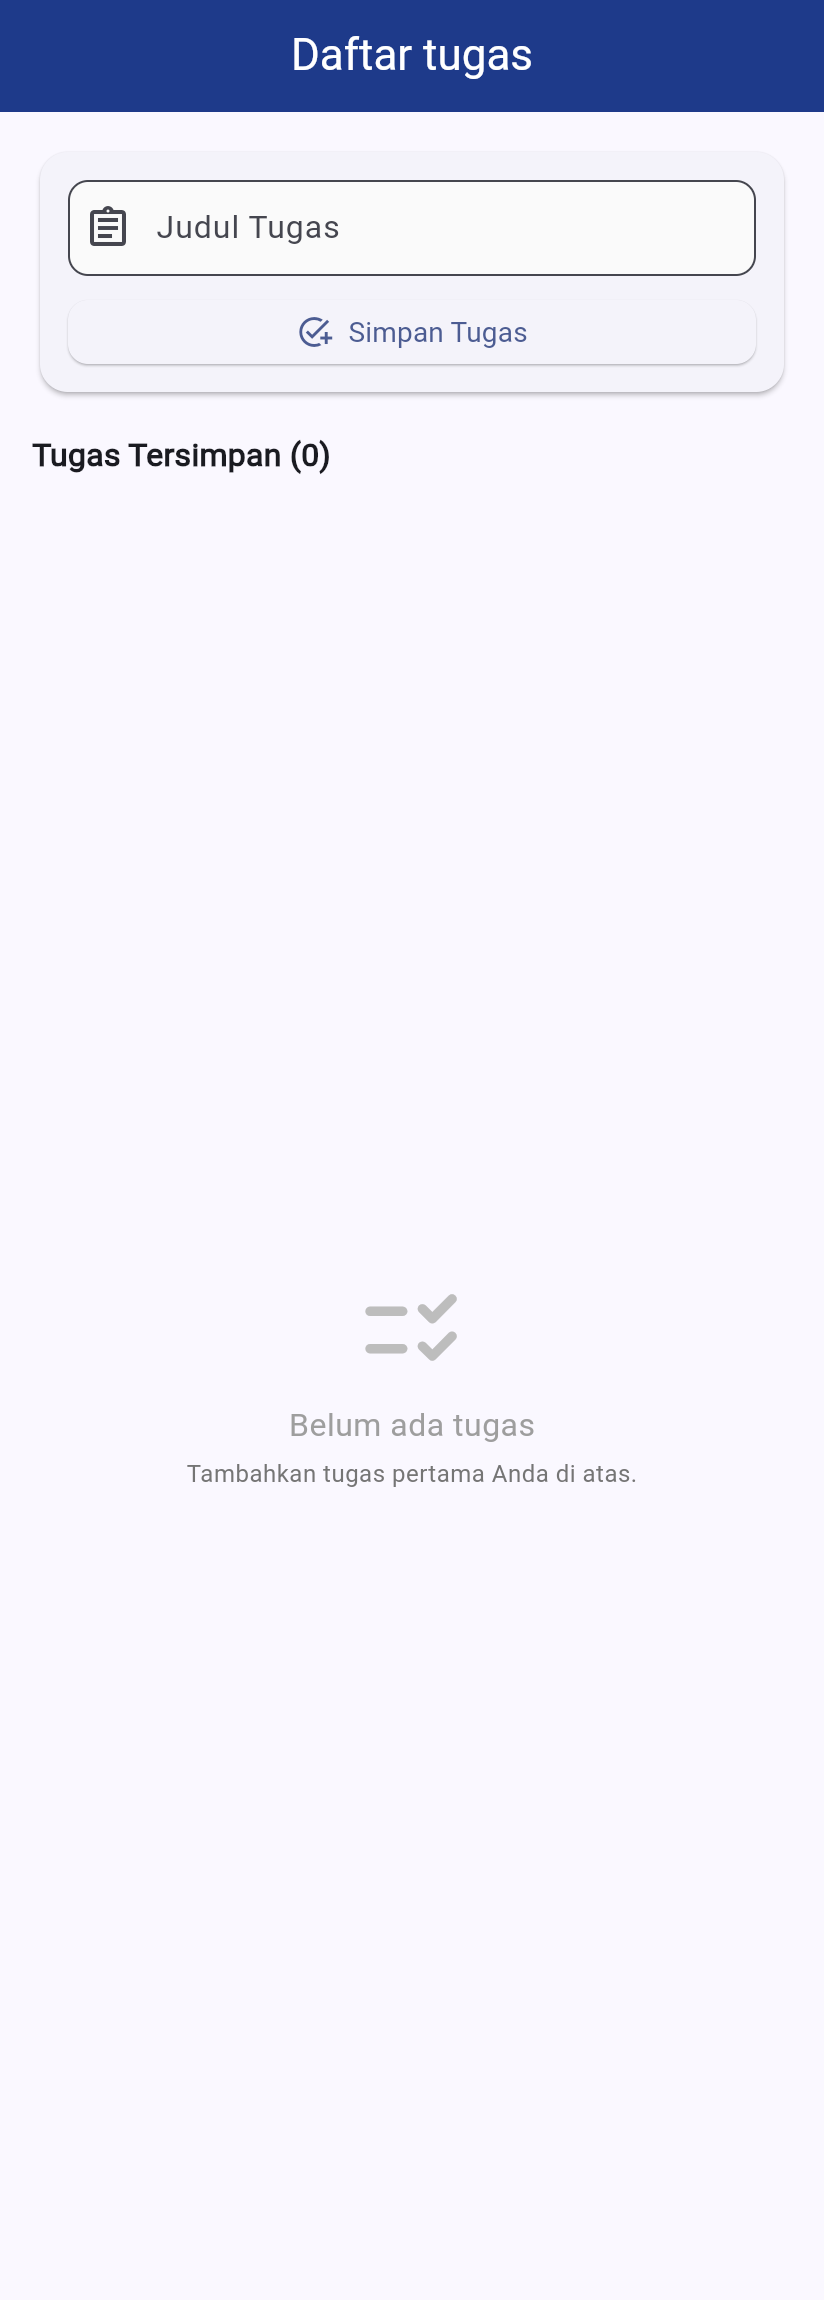 Daftar tugas
Judul Tugas
Simpan Tugas
Tugas Tersimpan (0)
Belum ada tugas
Tambahkan tugas pertama Anda di atas.